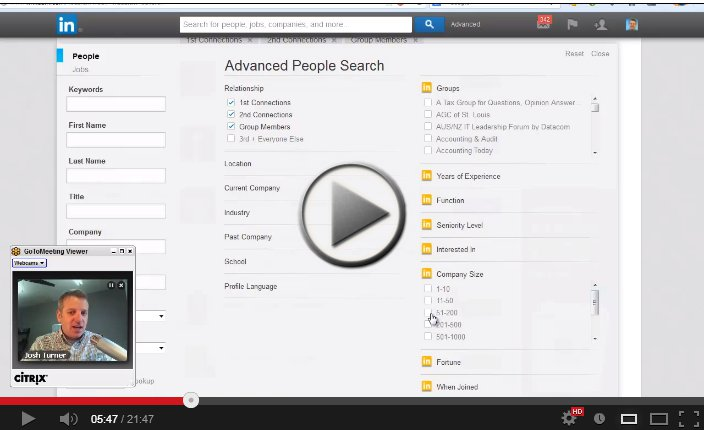 in Search for people, jobs, companies, and more... Advanced 342
1st Connections × 2nd Connections × Group Members ×
Reset Close
People
Jobs
Keywords
First Name
Last Name
Title
Company
Advanced People Search
Relationship
1st Connections
2nd Connections
Group Members
3rd + Everyone Else
Location
Current Company
Industry
Past Company
School
Profile Language
in Groups
A Tax Group for Questions, Opinion Answer...
AGC of St. Louis
AUS/NZ IT Leadership Forum by Datacom
Accounting & Audit
Accounting Today
in Years of Experience
in Function
in Seniority Level
in Interested In
in Company Size
1-10
11-50
51-200
201-500
501-1000
in Fortune
in When Joined
GoToMeeting Viewer
Webcams
Josh Turner
CITRIX
ookup
05:47 / 21:47
HD